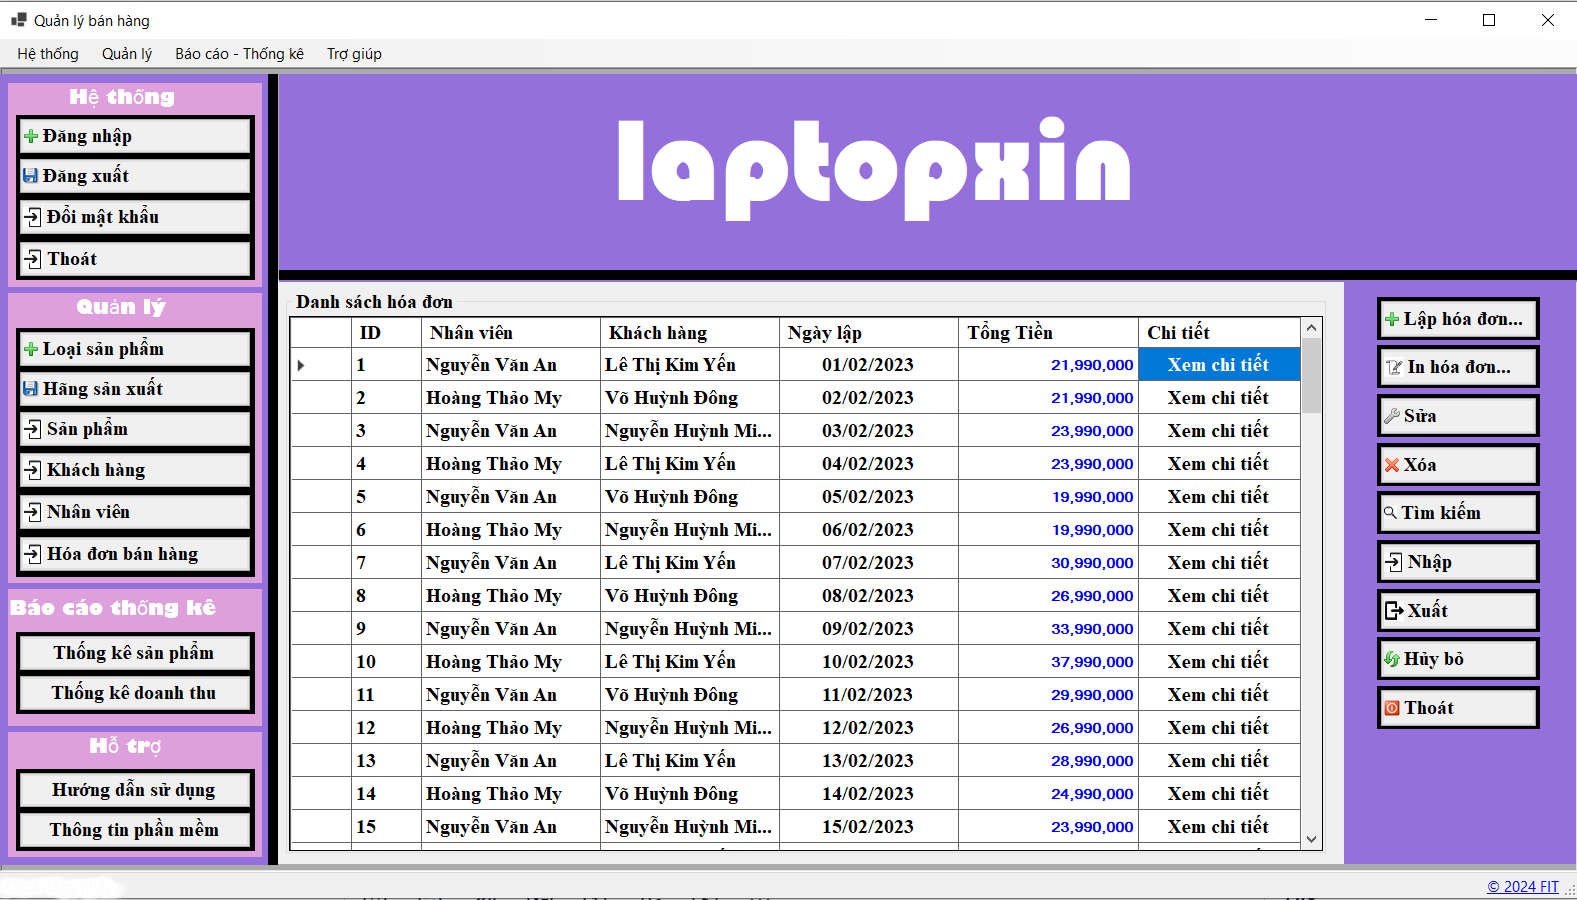 Quản lý bán hàng
Hệ thống Quản lý Báo cáo - Thống kê Trợ giúp
Hệ thống
Đăng nhập
Đăng xuất
Đổi mật khẩu
Thoát
Quản lý
Loại sản phẩm
Hãng sản xuất
Sản phẩm
Khách hàng
Nhân viên
Hóa đơn bán hàng
Báo cáo thống kê
Thống kê sản phẩm
Thống kê doanh thu
Hỗ trợ
Hướng dẫn sử dụng
Thông tin phần mềm
laptopxin
Danh sách hóa đơn
ID Nhân viên Khách hàng Ngày lập Tổng Tiền Chi tiết
1 Nguyễn Văn An Lê Thị Kim Yến 01/02/2023 21,990,000 Xem chi tiết
2 Hoàng Thảo My Võ Huỳnh Đông 02/02/2023 21,990,000 Xem chi tiết
3 Nguyễn Văn An Nguyễn Huỳnh Mi... 03/02/2023 23,990,000 Xem chi tiết
4 Hoàng Thảo My Lê Thị Kim Yến 04/02/2023 23,990,000 Xem chi tiết
5 Nguyễn Văn An Võ Huỳnh Đông 05/02/2023 19,990,000 Xem chi tiết
6 Hoàng Thảo My Nguyễn Huỳnh Mi... 06/02/2023 19,990,000 Xem chi tiết
7 Nguyễn Văn An Lê Thị Kim Yến 07/02/2023 30,990,000 Xem chi tiết
8 Hoàng Thảo My Võ Huỳnh Đông 08/02/2023 26,990,000 Xem chi tiết
9 Nguyễn Văn An Nguyễn Huỳnh Mi... 09/02/2023 33,990,000 Xem chi tiết
10 Hoàng Thảo My Lê Thị Kim Yến 10/02/2023 37,990,000 Xem chi tiết
11 Nguyễn Văn An Võ Huỳnh Đông 11/02/2023 29,990,000 Xem chi tiết
12 Hoàng Thảo My Nguyễn Huỳnh Mi... 12/02/2023 26,990,000 Xem chi tiết
13 Nguyễn Văn An Lê Thị Kim Yến 13/02/2023 28,990,000 Xem chi tiết
14 Hoàng Thảo My Võ Huỳnh Đông 14/02/2023 24,990,000 Xem chi tiết
15 Nguyễn Văn An Nguyễn Huỳnh Mi... 15/02/2023 23,990,000 Xem chi tiết
Lập hóa đơn...
In hóa đơn...
Sửa
Xóa
Tìm kiếm
Nhập
Xuất
Hủy bỏ
Thoát
© 2024 FIT